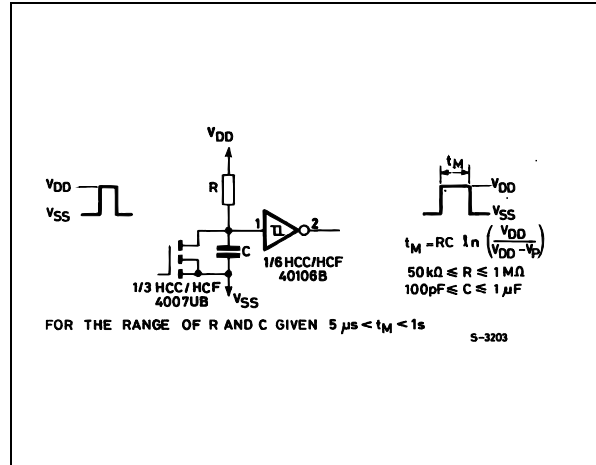 VDD
VDD
VSS
R
1
2
C
1/6 HCC/HCF
40106B
1/3 HCC/HCF
4007UB
VSS
tM
VDD
VSS
tM = RC ln (VDD / VDD – VP)
50kΩ ≤ R ≤ 1 MΩ
100pF ≤ C ≤ 1 µF
FOR THE RANGE OF R AND C GIVEN 5 µs < tM < 1s
S-3203